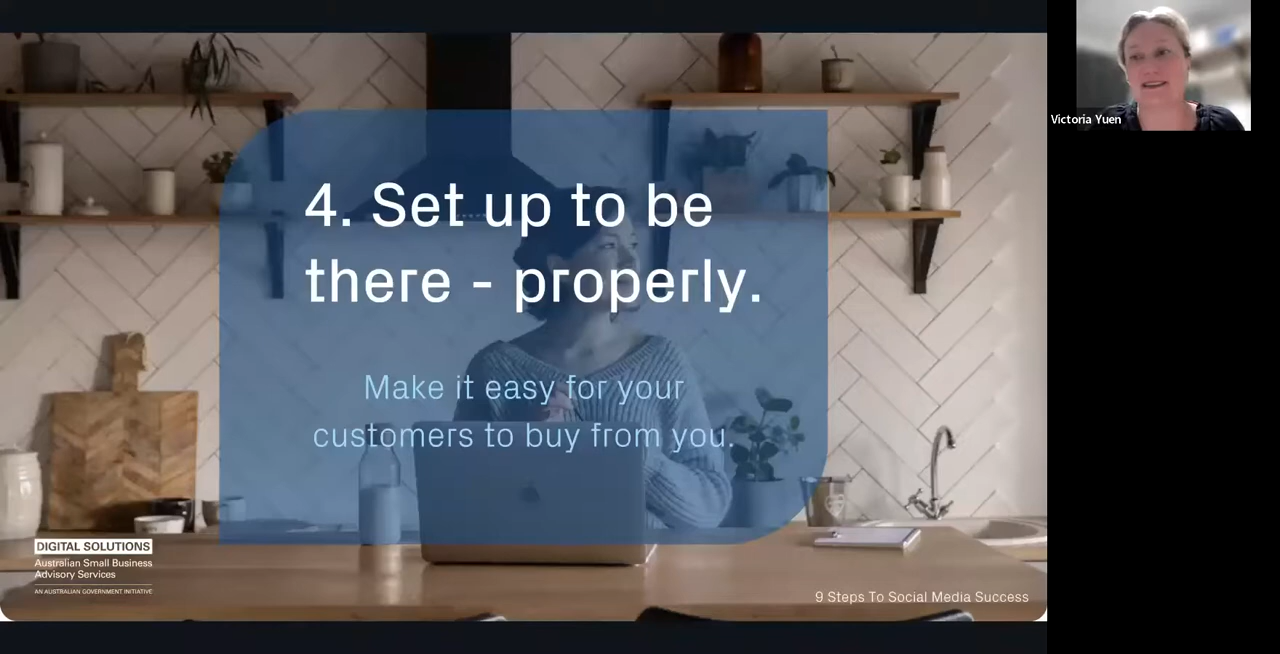 4. Set up to be
there - properly.
Make it easy for your
customers to buy from you.
DIGITAL SOLUTIONS
Australian Small Business
Advisory Services
AN AUSTRALIAN GOVERNMENT INITIATIVE
9 Steps To Social Media Success
Victoria Yuen